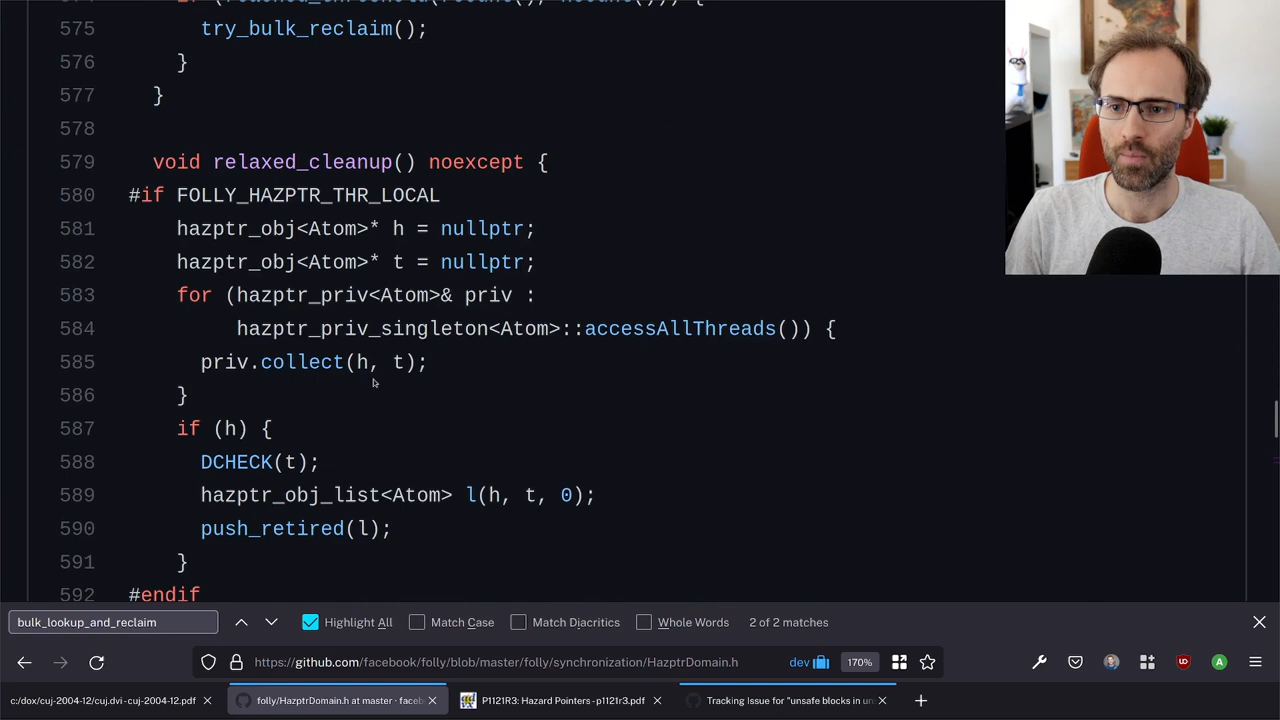 575 try_bulk_reclaim();
576 }
577 }
578
579 void relaxed_cleanup() noexcept {
580 #if FOLLY_HAZPTR_THR_LOCAL
581 hazptr_obj<Atom>* h = nullptr;
582 hazptr_obj<Atom>* t = nullptr;
583 for (hazptr_priv<Atom>& priv :
584 hazptr_priv_singleton<Atom>::accessAllThreads()) {
585 priv.collect(h, t);
586 }
587 if (h) {
588 DCHECK(t);
589 hazptr_obj_list<Atom> l(h, t, 0);
590 push_retired(l);
591 }
592 #endif
bulk_lookup_and_reclaim Highlight All Match Case Match Diacritics Whole Words 2 of 2 matches
https://github.com/facebook/folly/blob/master/folly/synchronization/HazptrDomain.h dev 170%
c:/dox/cuj-2004-12/cuj.dvi - cuj-2004-12.pdf folly/HazptrDomain.h at master · faceb P1121R3: Hazard Pointers - p1121r3.pdf Tracking Issue for "unsafe blocks in un